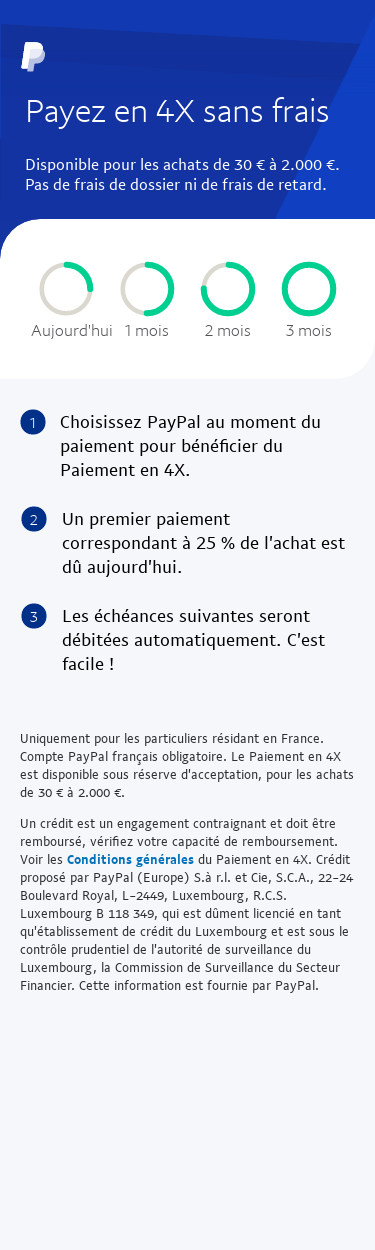 Payez en 4X sans frais
Disponible pour les achats de 30 € à 2.000 €.
Pas de frais de dossier ni de frais de retard.
Aujourd'hui 1 mois 2 mois 3 mois
1 Choisissez PayPal au moment du
paiement pour bénéficier du
Paiement en 4X.
2 Un premier paiement
correspondant à 25 % de l'achat est
dû aujourd'hui.
3 Les échéances suivantes seront
débitées automatiquement. C'est
facile !
Uniquement pour les particuliers résidant en France.
Compte PayPal français obligatoire. Le Paiement en 4X
est disponible sous réserve d'acceptation, pour les achats
de 30 € à 2.000 €.
Un crédit est un engagement contraignant et doit être
remboursé, vérifiez votre capacité de remboursement.
Voir les Conditions générales du Paiement en 4X. Crédit
proposé par PayPal (Europe) S.à r.l. et Cie, S.C.A., 22–24
Boulevard Royal, L–2449, Luxembourg, R.C.S.
Luxembourg B 118 349, qui est dûment licencié en tant
qu'établissement de crédit du Luxembourg et est sous le
contrôle prudentiel de l'autorité de surveillance du
Luxembourg, la Commission de Surveillance du Secteur
Financier. Cette information est fournie par PayPal.